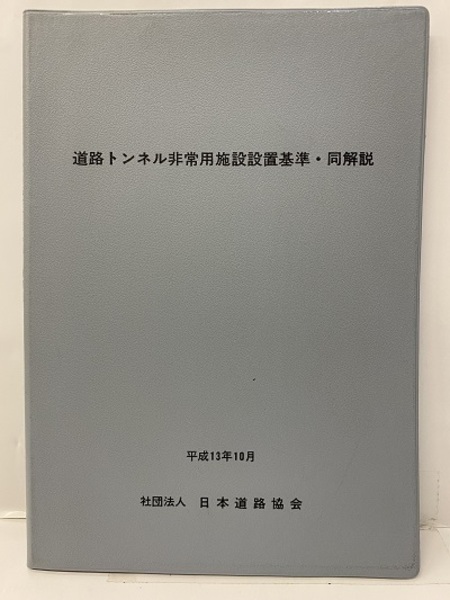 道路トンネル非常用施設設置基準・同解説
平成13年10月
社団法人 日本道路協会